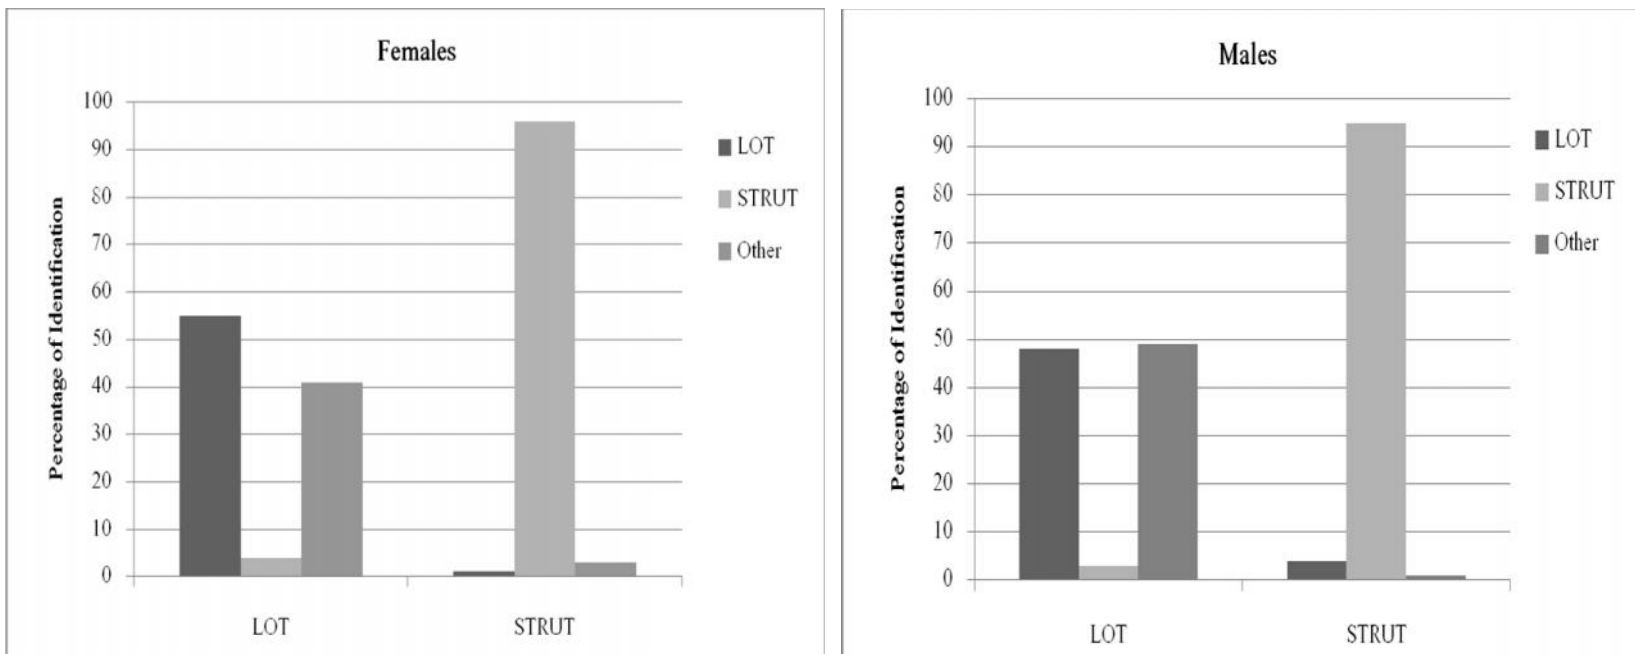 Females
Percentage of Identification
100
90
80
70
60
50
40
30
20
10
0
LOT
STRUT
LOT
STRUT
Other
Males
Percentage of Identification
100
90
80
70
60
50
40
30
20
10
0
LOT
STRUT
LOT
STRUT
Other